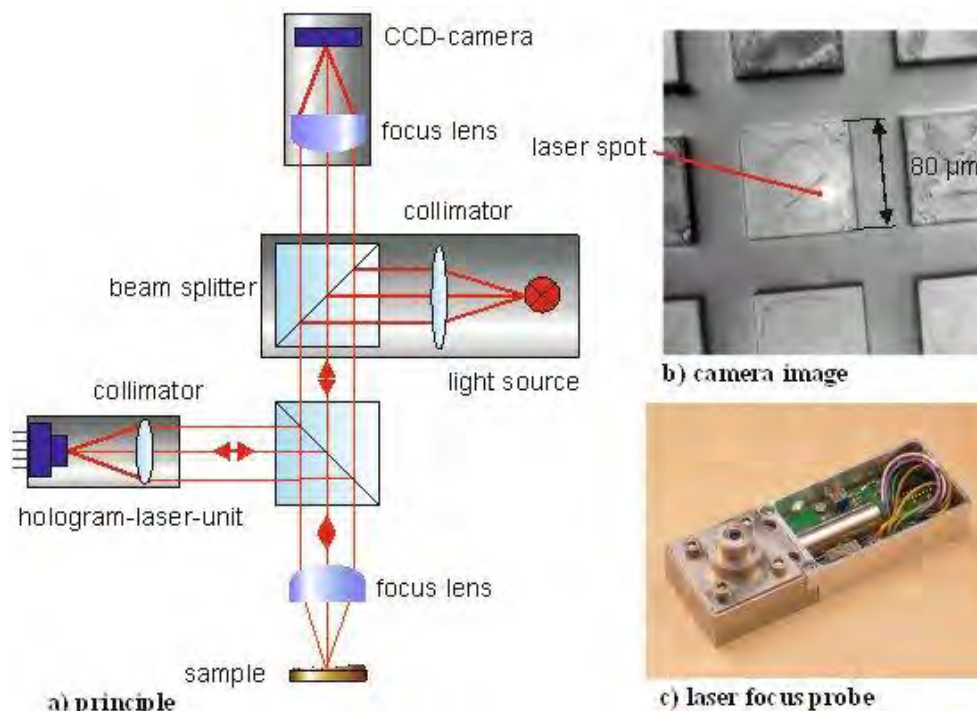 CCD-camera
focus lens
collimator
beam splitter
light source
collimator
hologram-laser-unit
focus lens
sample
a) principle
laser spot
80 µm
b) camera image
c) laser focus probe